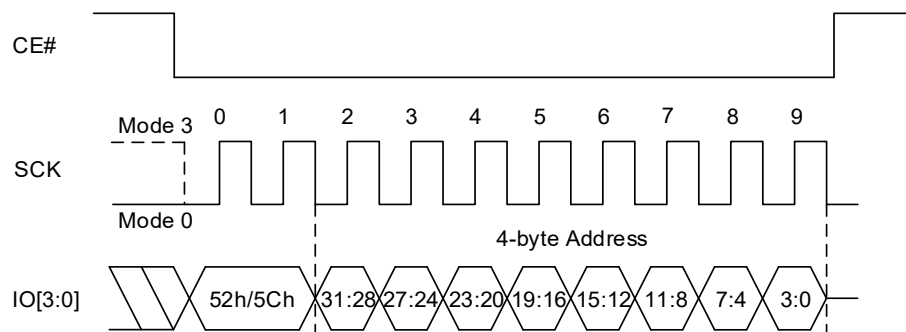 CE#
Mode 3 0 1 2 3 4 5 6 7 8 9
SCK
Mode 0
4-byte Address
IO[3:0] 52h/5Ch 31:28 27:24 23:20 19:16 15:12 11:8 7:4 3:0